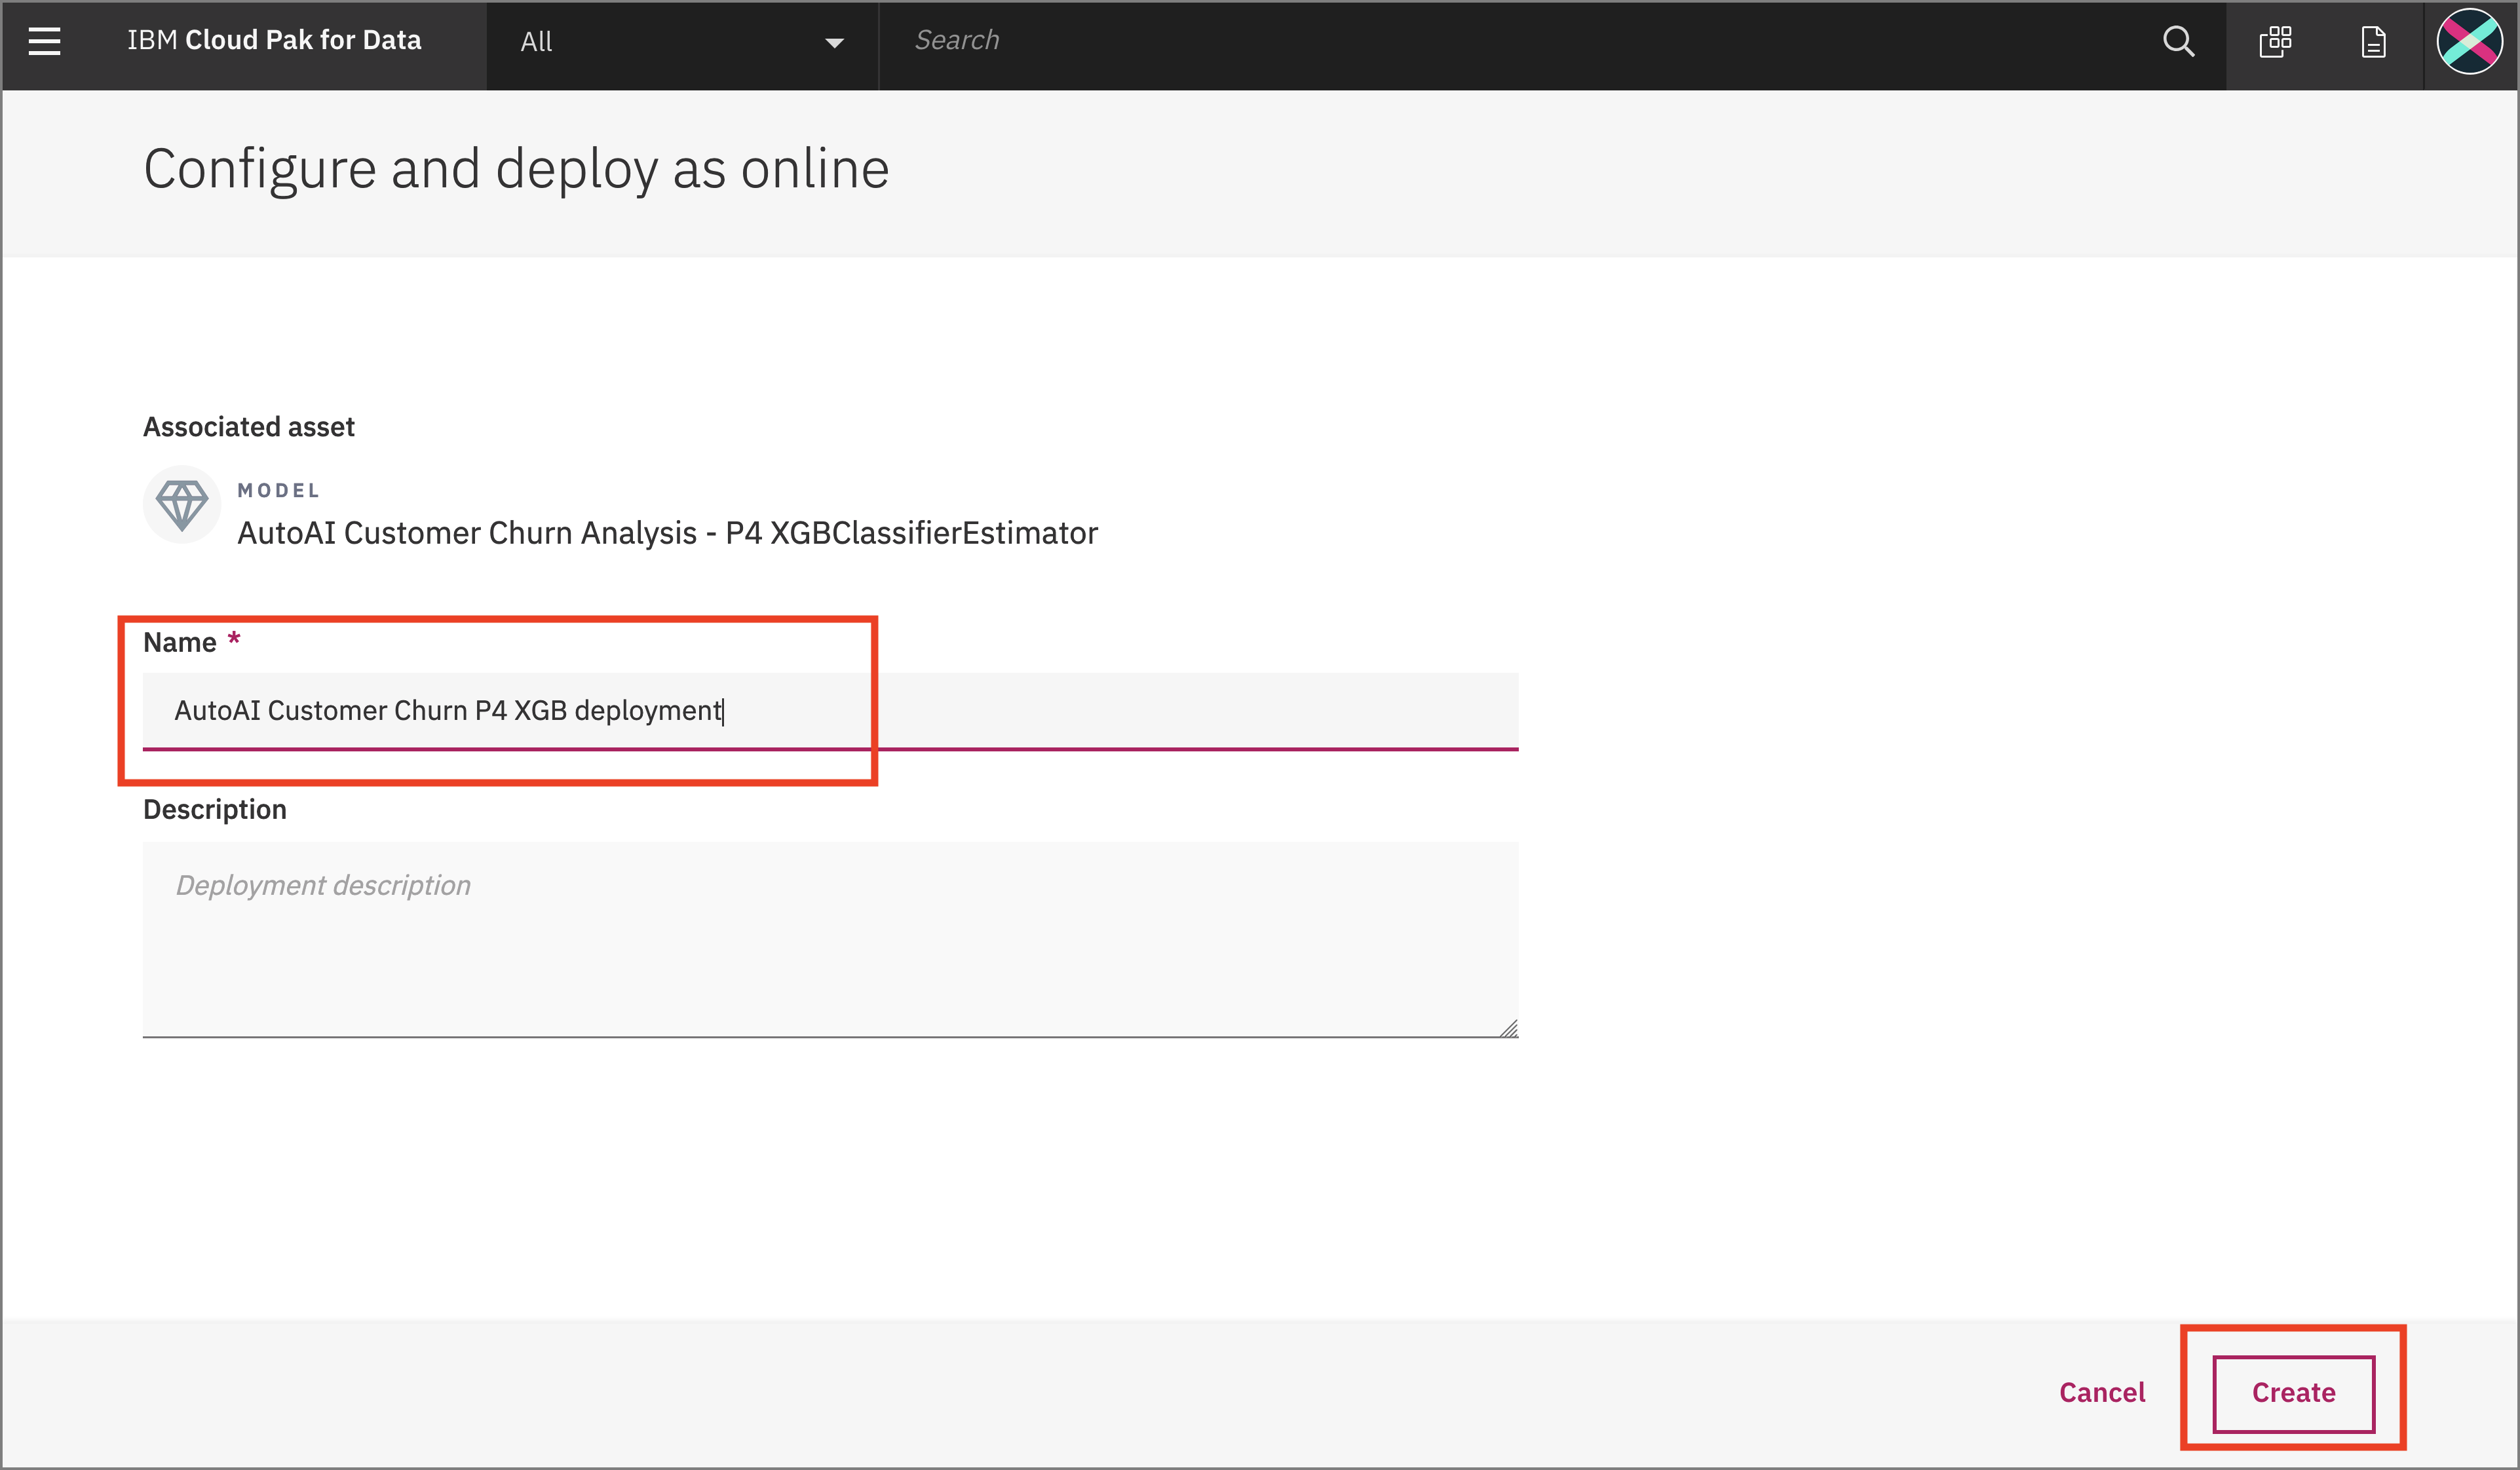 IBM Cloud Pak for Data
All
Search
Configure and deploy as online
Associated asset
MODEL
AutoAI Customer Churn Analysis - P4 XGBClassifierEstimator
Name *
AutoAI Customer Churn P4 XGB deployment
Description
Deployment description
Cancel
Create